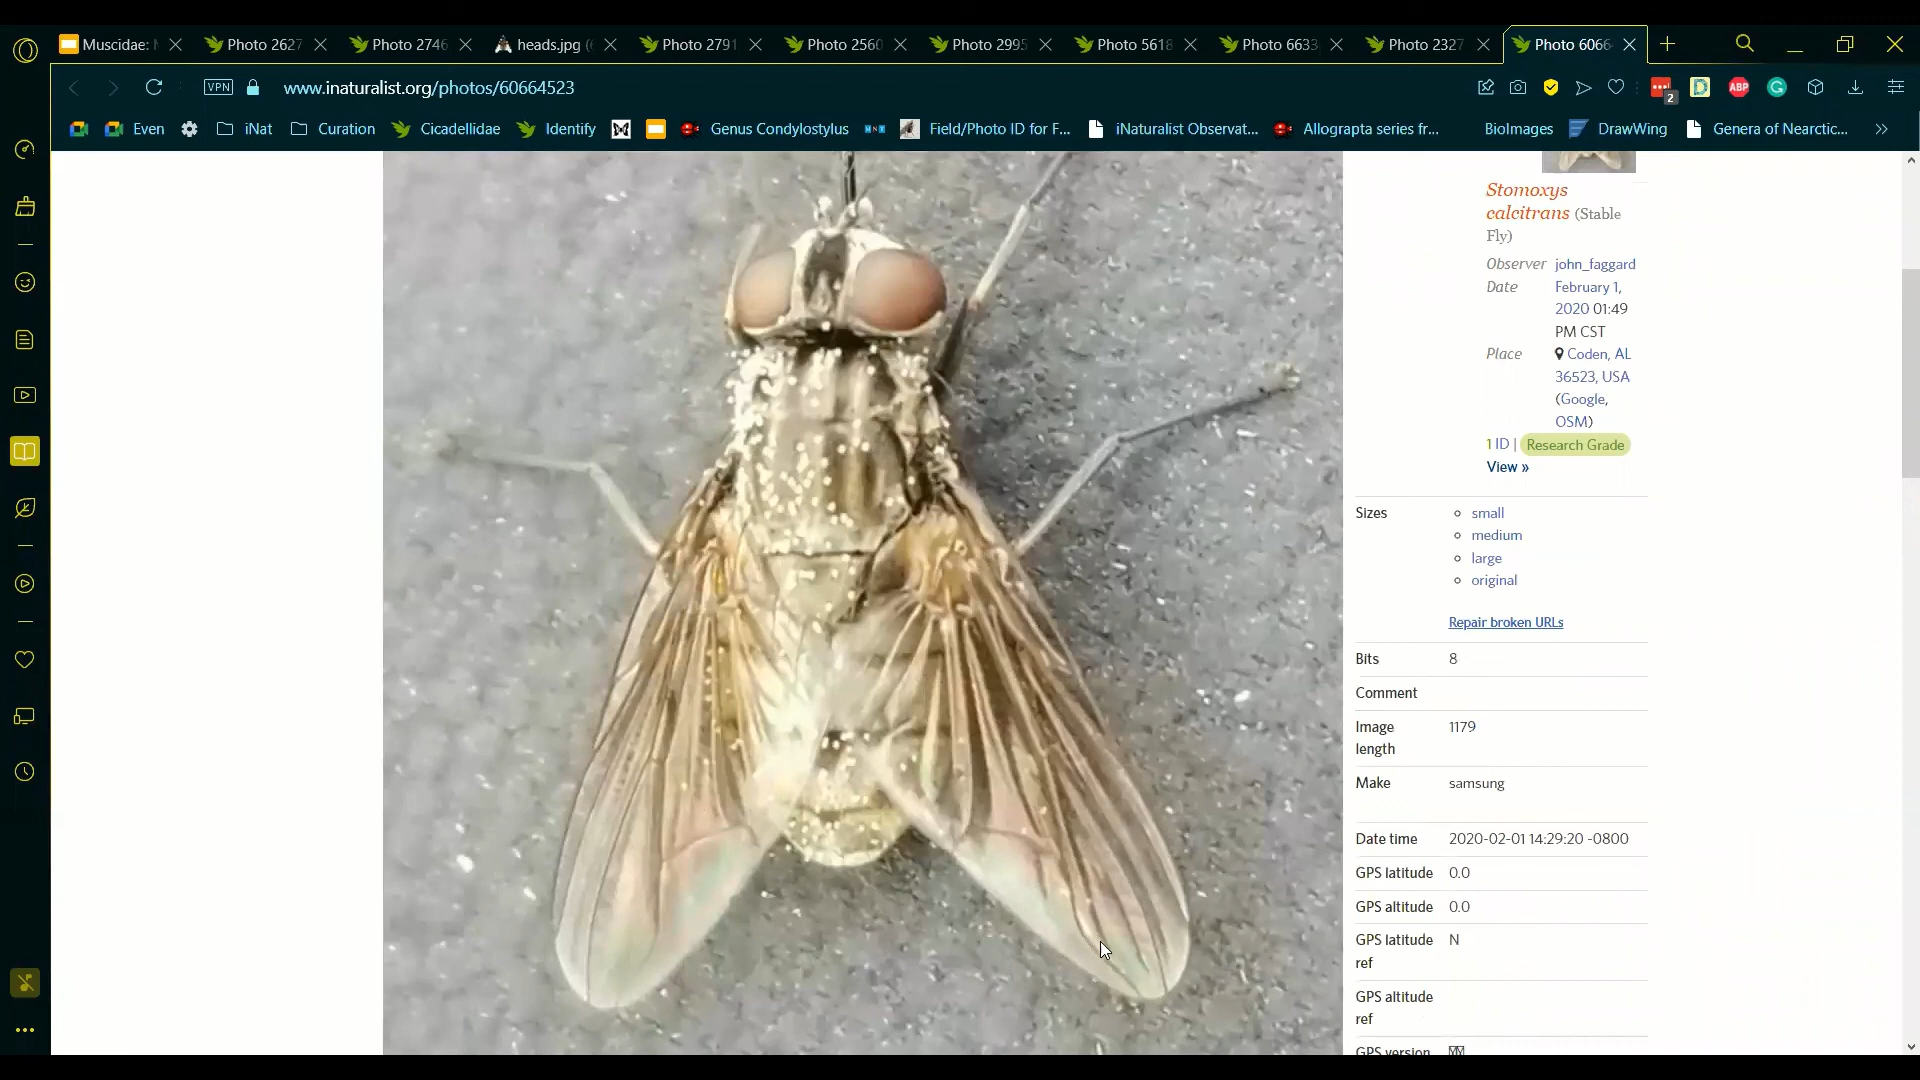 Muscidae:
Photo 2627
Photo 2746
heads.jpg (
Photo 2791
Photo 2560
Photo 2995
Photo 5618
Photo 6633
Photo 2327
Photo 6066
VPN
www.inaturalist.org/photos/60664523
2
ABP
Even
iNat
Curation
Cicadellidae
Identify
Genus Condylostylus
Field/Photo ID for F...
iNaturalist Observat...
Allograpta series fr...
BioImages
DrawWing
Genera of Nearctic...
Stomoxys
calcitrans (Stable
Fly)
Observer john_faggard
Date February 1,
2020 01:49
PM CST
Place Coden, AL
36523, USA
(Google,
OSM)
1 ID | Research Grade
View »
Sizes
small
medium
large
original
Repair broken URLs
Bits 8
Comment
Image length 1179
Make samsung
Date time 2020-02-01 14:29:20 -0800
GPS latitude 0.0
GPS altitude 0.0
GPS latitude ref N
GPS altitude ref
GPS version